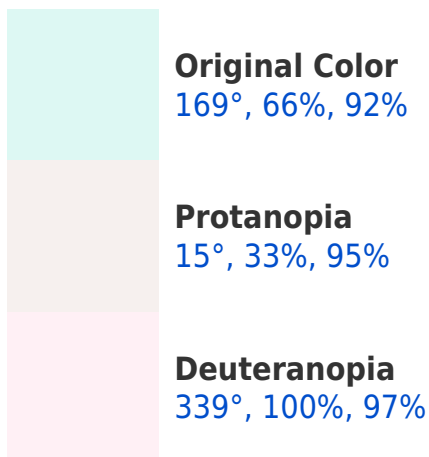 Original Color
169°, 66%, 92%
Protanopia
15°, 33%, 95%
Deuteranopia
339°, 100%, 97%